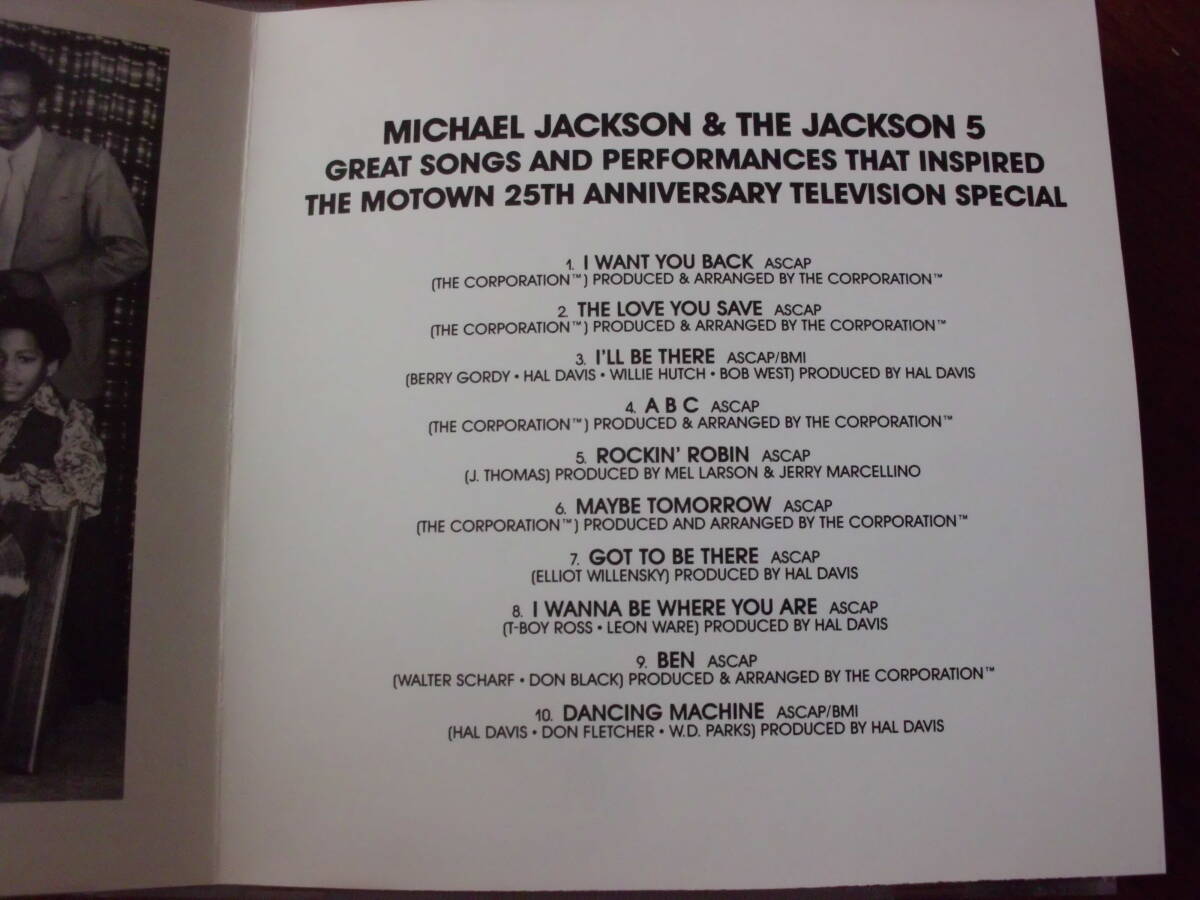 MICHAEL JACKSON & THE JACKSON 5
GREAT SONGS AND PERFORMANCES THAT INSPIRED
THE MOTOWN 25TH ANNIVERSARY TELEVISION SPECIAL
1. I WANT YOU BACK ASCAP
(THE CORPORATION™) PRODUCED & ARRANGED BY THE CORPORATION™
2. THE LOVE YOU SAVE ASCAP
(THE CORPORATION™) PRODUCED & ARRANGED BY THE CORPORATION™
3. I'LL BE THERE ASCAP/BMI
(BERRY GORDY • HAL DAVIS • WILLIE HUTCH • BOB WEST) PRODUCED BY HAL DAVIS
4. A B C ASCAP
(THE CORPORATION™) PRODUCED & ARRANGED BY THE CORPORATION™
5. ROCKIN' ROBIN ASCAP
(J. THOMAS) PRODUCED BY MEL LARSON & JERRY MARCELLINO
6. MAYBE TOMORROW ASCAP
(THE CORPORATION™) PRODUCED AND ARRANGED BY THE CORPORATION™
7. GOT TO BE THERE ASCAP
(ELLIOT WILLENSKY) PRODUCED BY HAL DAVIS
8. I WANNA BE WHERE YOU ARE ASCAP
(T-BOY ROSS • LEON WARE) PRODUCED BY HAL DAVIS
9. BEN ASCAP
(WALTER SCHARF • DON BLACK) PRODUCED & ARRANGED BY THE CORPORATION™
10. DANCING MACHINE ASCAP/BMI
(HAL DAVIS • DON FLETCHER • W.D. PARKS) PRODUCED BY HAL DAVIS